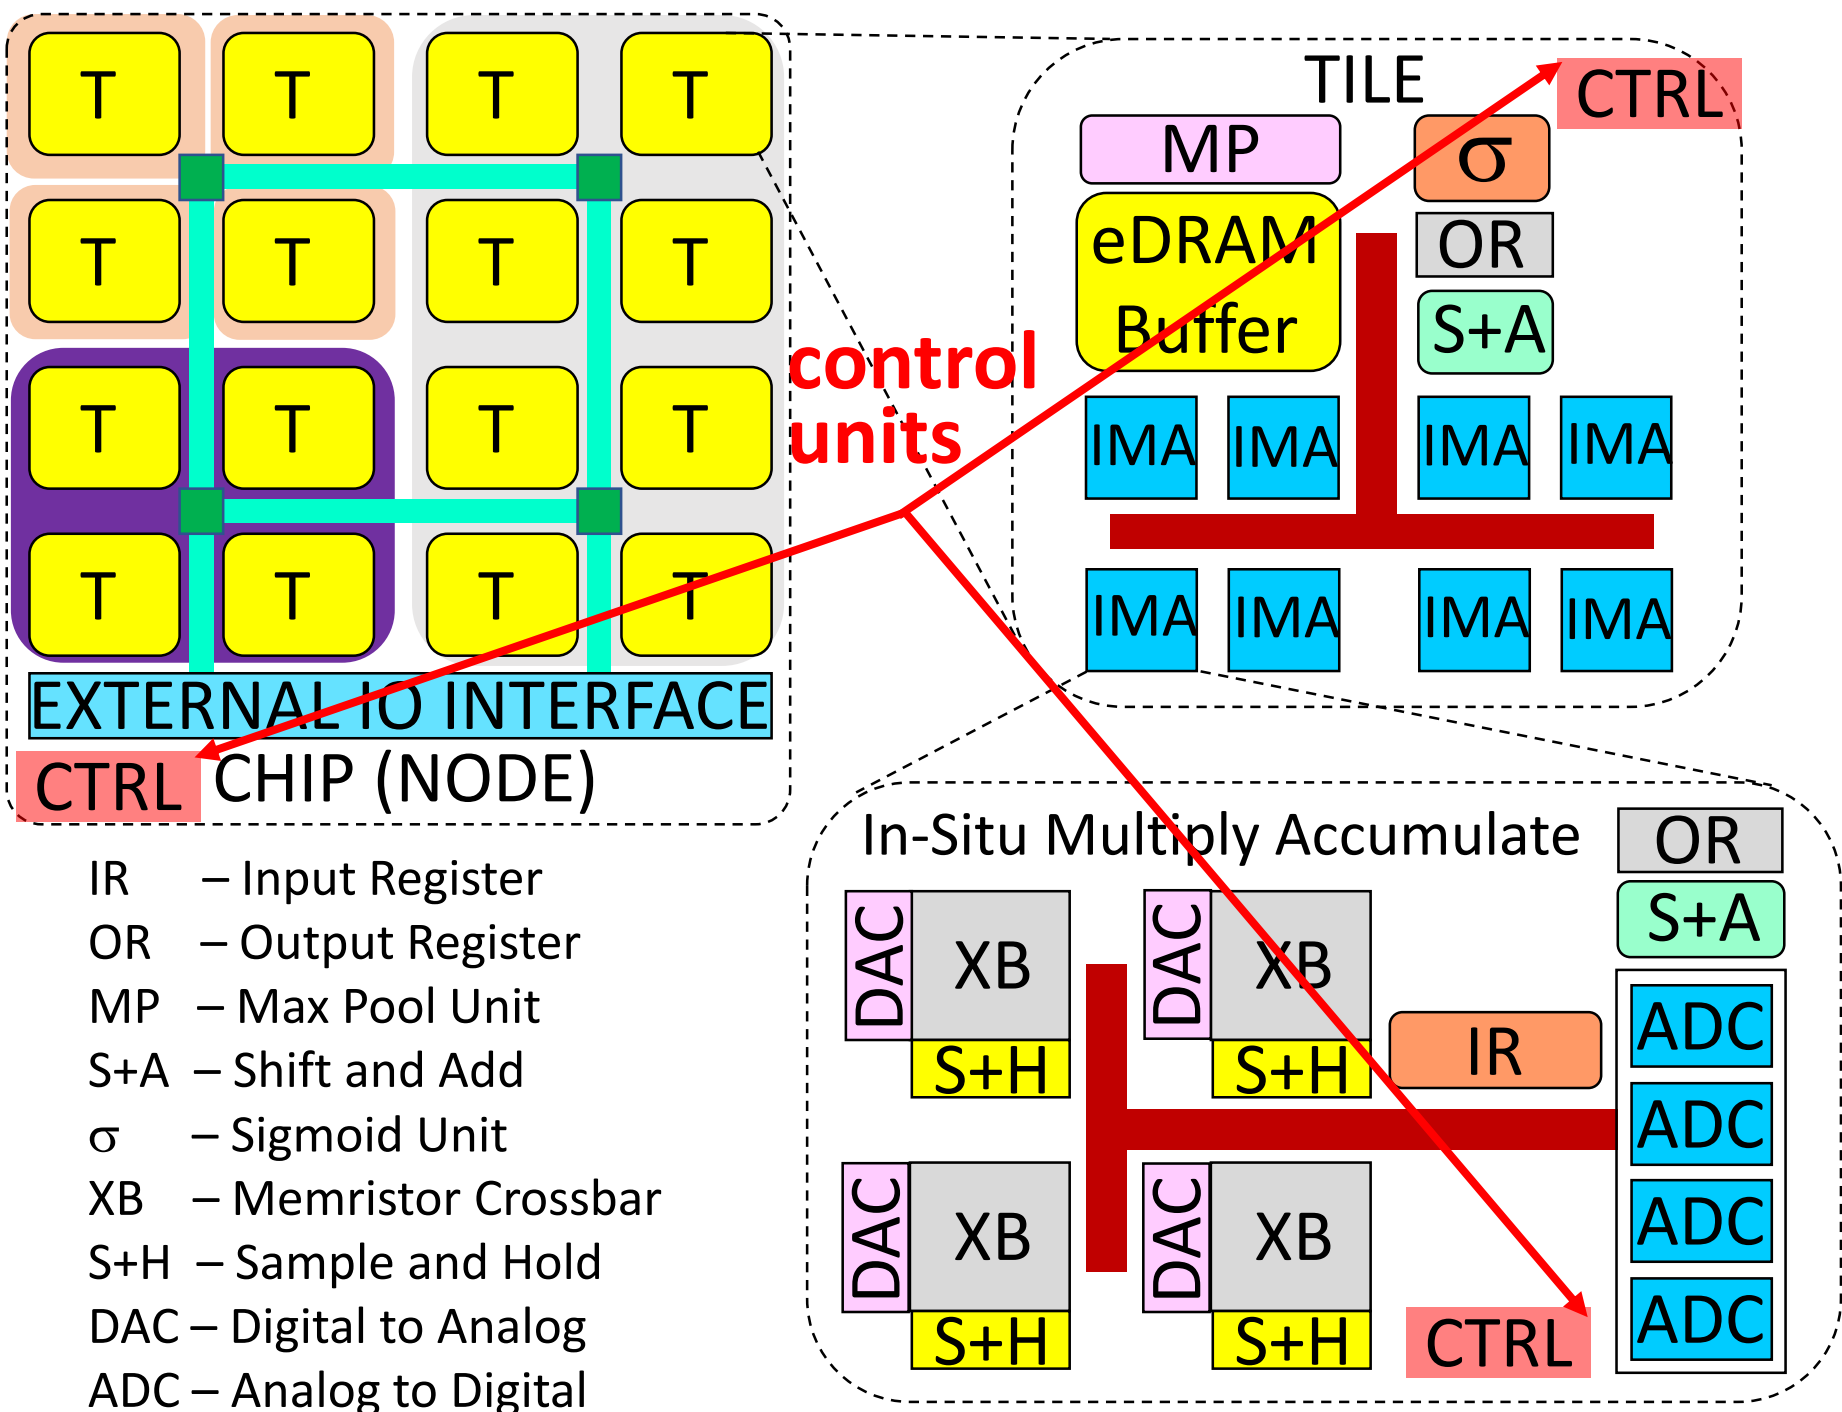 T T T T
T T T T
T T T T
T T T T
EXTERNAL IO INTERFACE
CTRL CHIP (NODE)
control
units
TILE
CTRL
MP
σ
eDRAM
Buffer
OR
S+A
IMA IMA IMA IMA
IMA IMA IMA IMA
In-Situ Multiply Accumulate
OR
S+A
DAC XB DAC XB
S+H S+H
IR
ADC
ADC
ADC
ADC
DAC XB DAC XB
S+H S+H
CTRL
IR – Input Register
OR – Output Register
MP – Max Pool Unit
S+A – Shift and Add
σ – Sigmoid Unit
XB – Memristor Crossbar
S+H – Sample and Hold
DAC – Digital to Analog
ADC – Analog to Digital